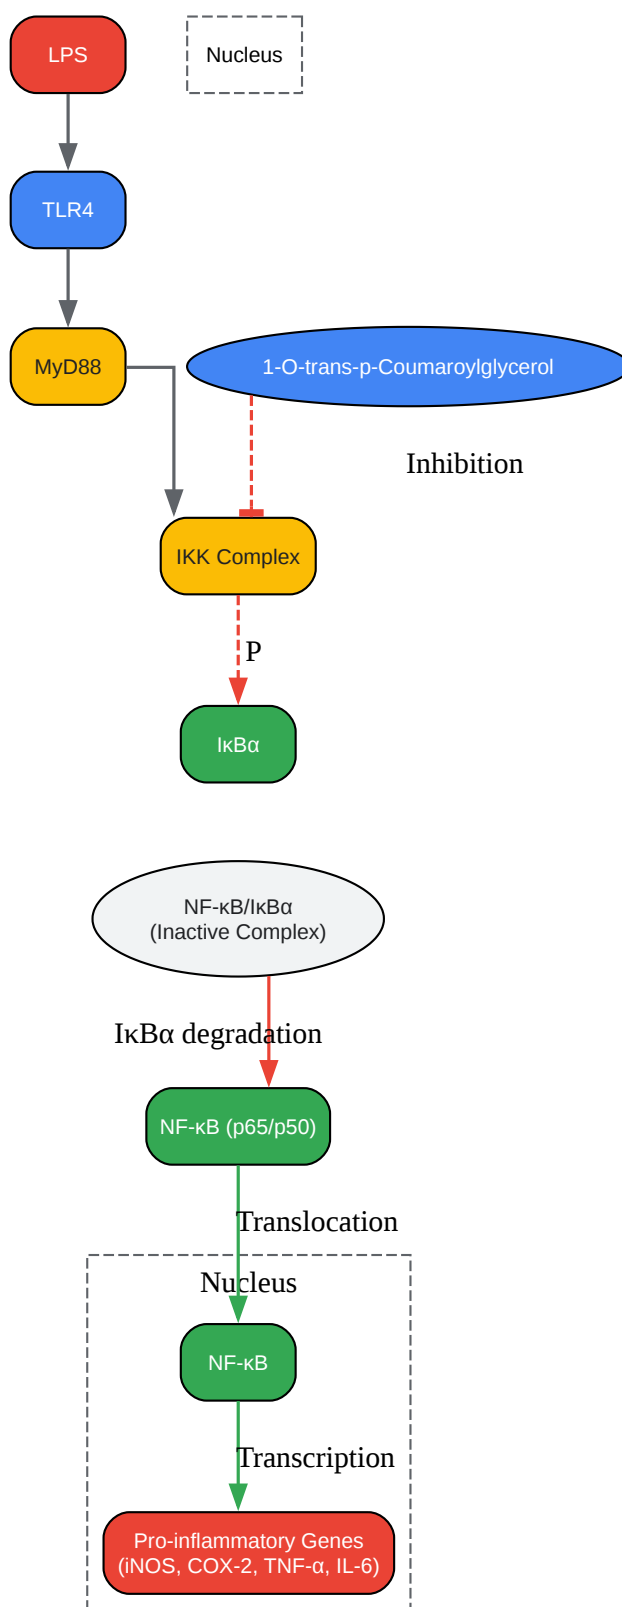 LPS
Nucleus
TLR4
MyD88
1-O-trans-p-Coumaroylglycerol
Inhibition
IKK Complex
P
IκBα
NF-κB/IκBα
(Inactive Complex)
IκBα degradation
NF-κB (p65/p50)
Translocation
Nucleus
NF-κB
Transcription
Pro-inflammatory Genes
(iNOS, COX-2, TNF-α, IL-6)